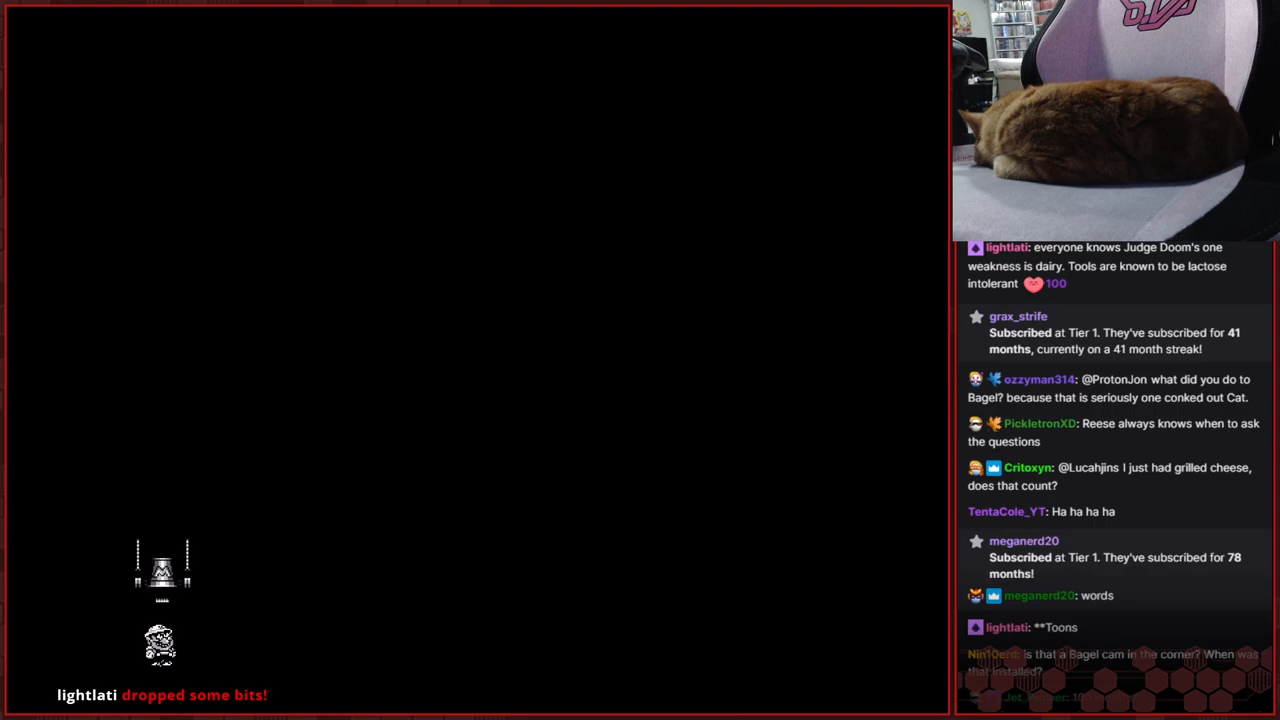 lightlati: everyone knows Judge Doom's one
weakness is dairy. Tools are known to be lactose
intolerant 100
grax_strife
Subscribed at Tier 1. They've subscribed for 41
months, currently on a 41 month streak!
ozzyman314: @ProtonJon what did you do to
Bagel? because that is seriously one conked out Cat.
PickletronXD: Reese always knows when to ask
the questions
Critoxyn: @Lucahjins I just had grilled cheese,
does that count?
TentaCole_YT: Ha ha ha ha
meganerd20
Subscribed at Tier 1. They've subscribed for 78
months!
meganerd20: words
lightlati: **Toons
Nin10erd: is that a Bagel cam in the corner? When was
that installed?
lightlati dropped some bits!